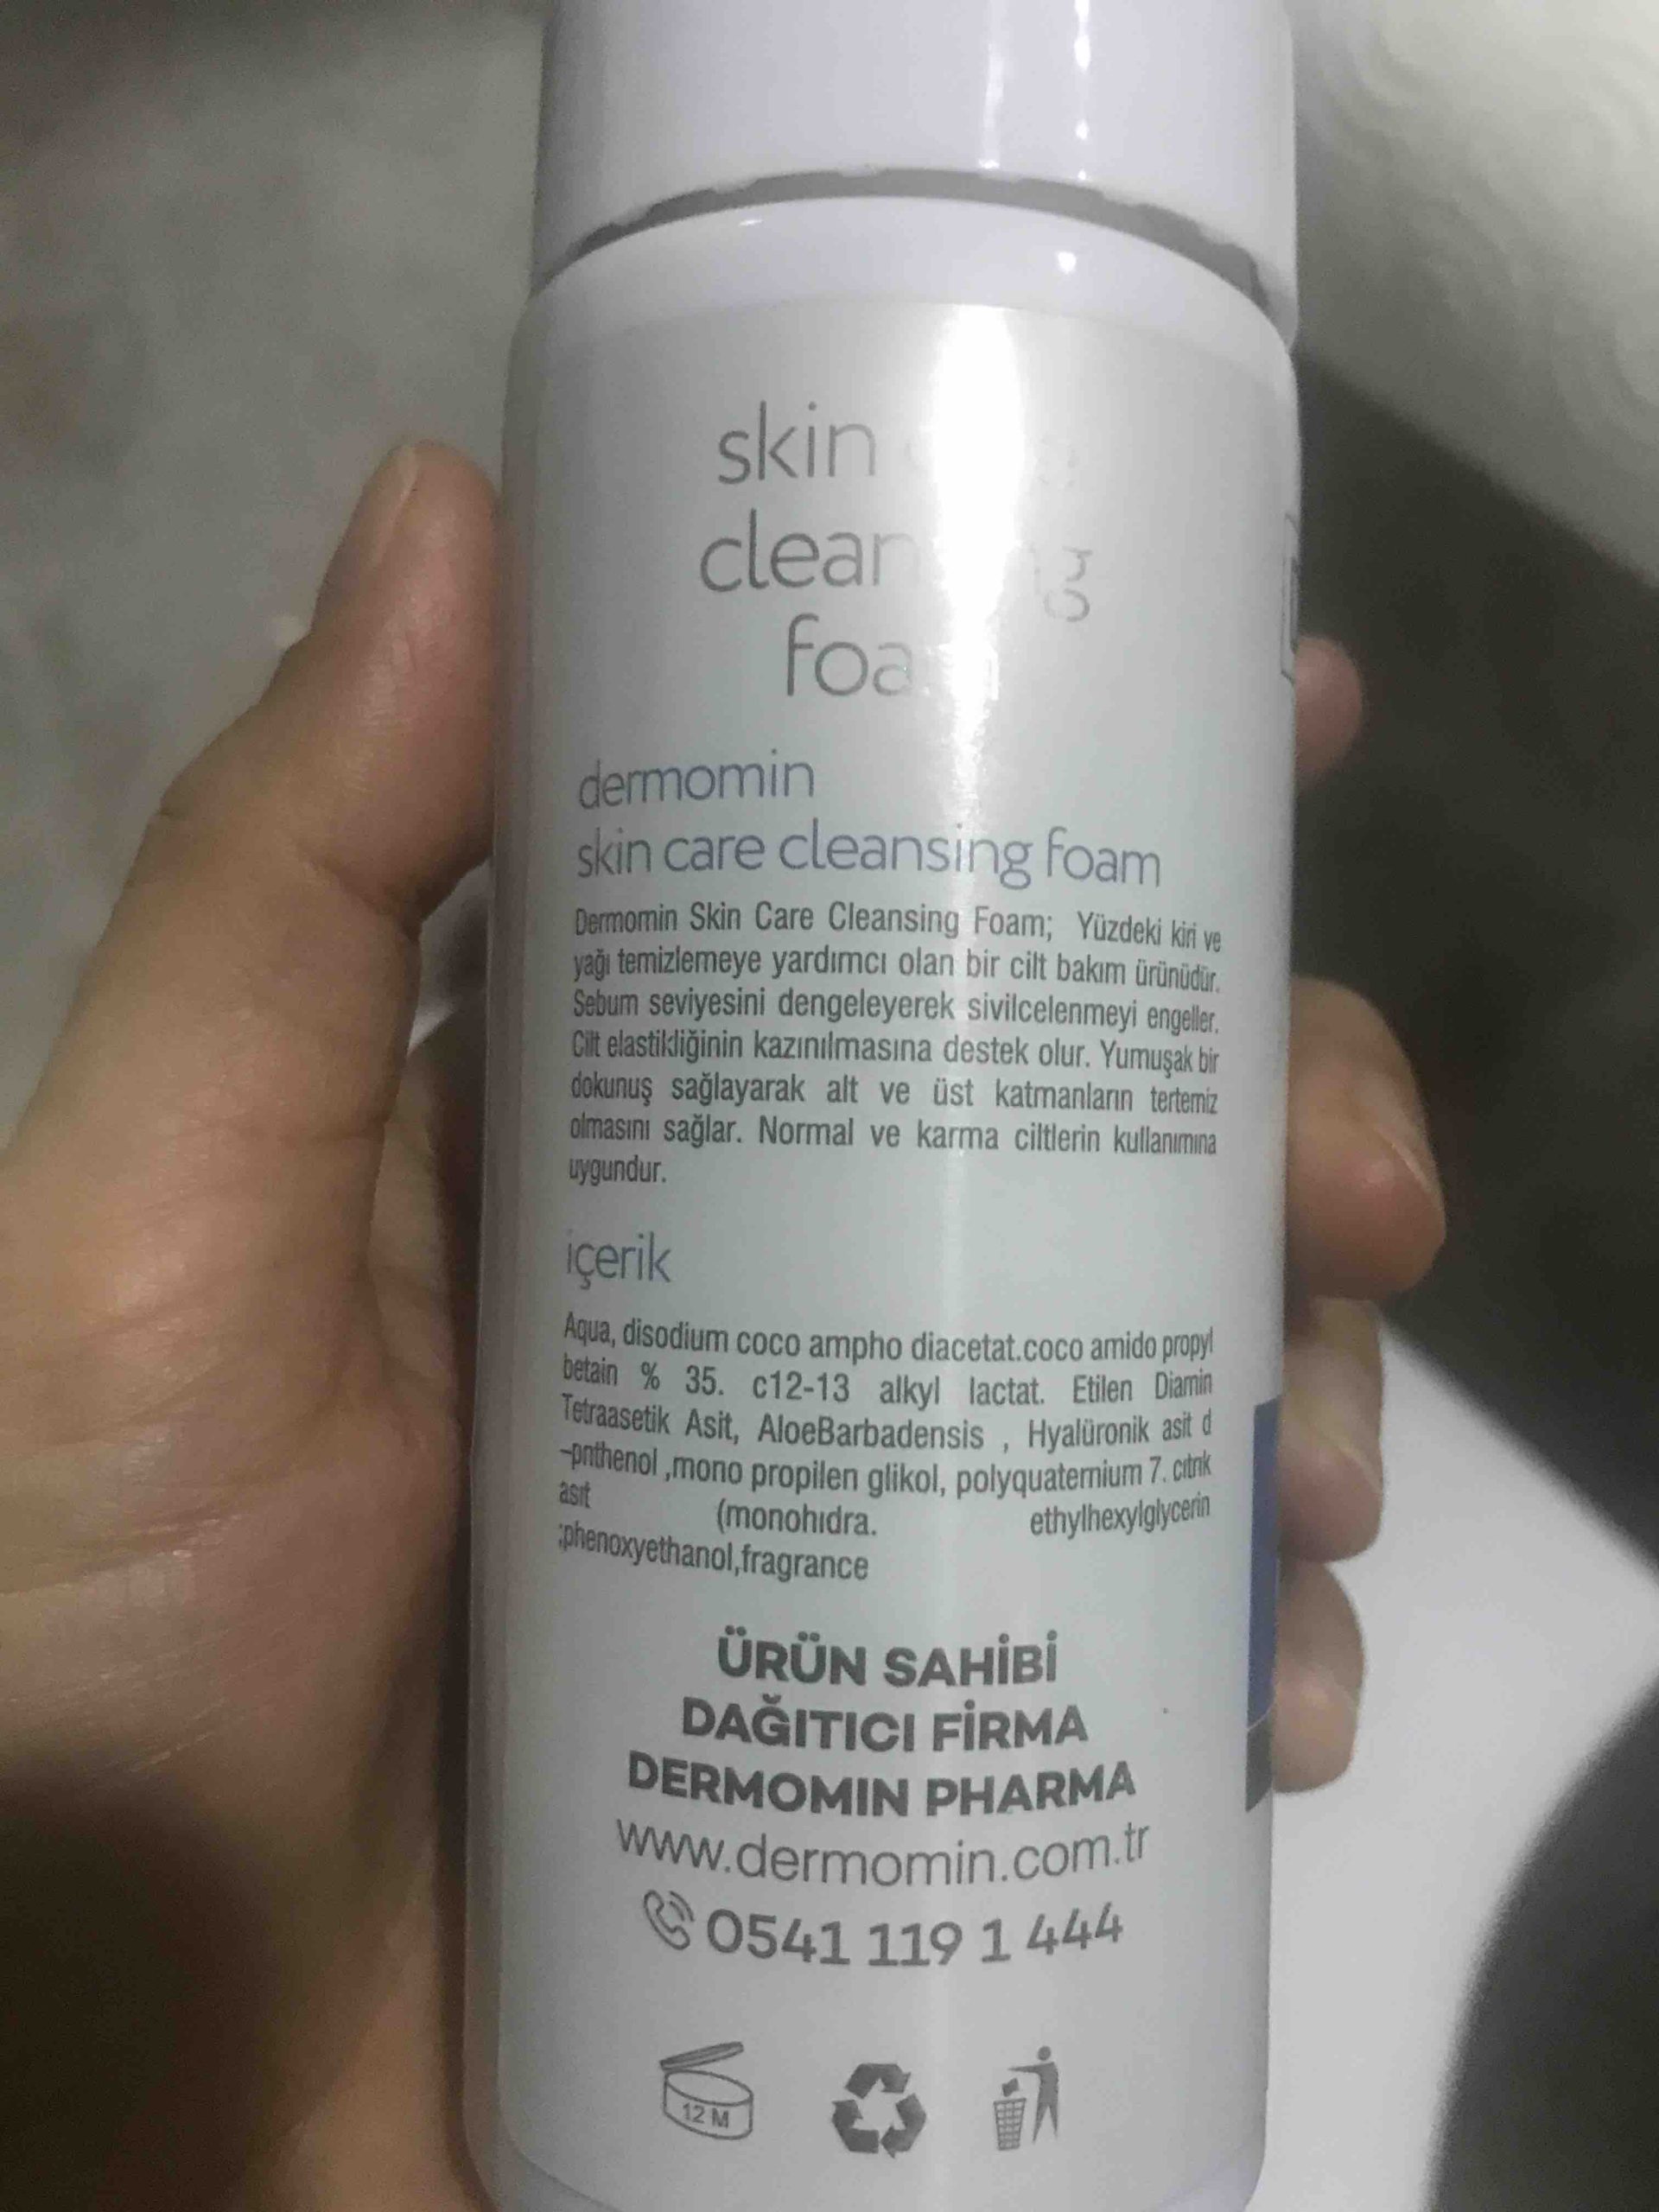 skin
cleansing
foam
dermomin
skin care cleansing foam
Dermomin Skin Care Cleansing Foam; Yüzdeki kiri ve
yağı temizlemeye yardımcı olan bir cilt bakım ürünüdür.
Sebum seviyesini dengeleyerek sivilcelenmeyi engeller.
Cilt elastikliğinin kazınılmasına destek olur. Yumuşak bir
dokunuş sağlayarak alt ve üst katmanların tertemiz
olmasını sağlar. Normal ve karma ciltlerin kullanımına
uygundur.
içerik
Aqua, disodium coco ampho diacetat.coco amido propyl
betain % 35. c12-13 alkyl lactat. Etilen Diamin
Tetraasetik Asit, AloeBarbadensis , Hyalüronik asit d
-pnthenol ,mono propilen glikol, polyquaternium 7. cıtrık
asıt (monohıdra. ethylhexylglycerin
;phenoxyethanol,fragrance
ÜRÜN SAHİBİ
DAĞITICI FİRMA
DERMOMIN PHARMA
www.dermomin.com.tr
0541 119 1 444
12 M